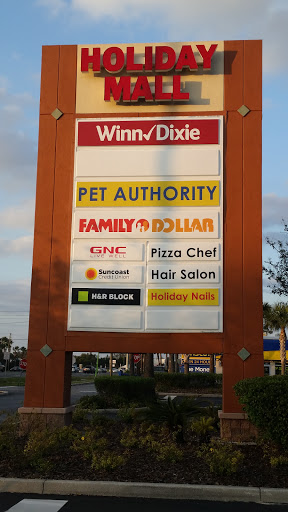 HOLIDAY
MALL
Winn Dixie
PET AUTHORITY
FAMILY DOLLAR
GNC
LIVE WELL
Pizza Chef
Suncoast
Credit Union
Hair Salon
H&R BLOCK
Holiday Nails